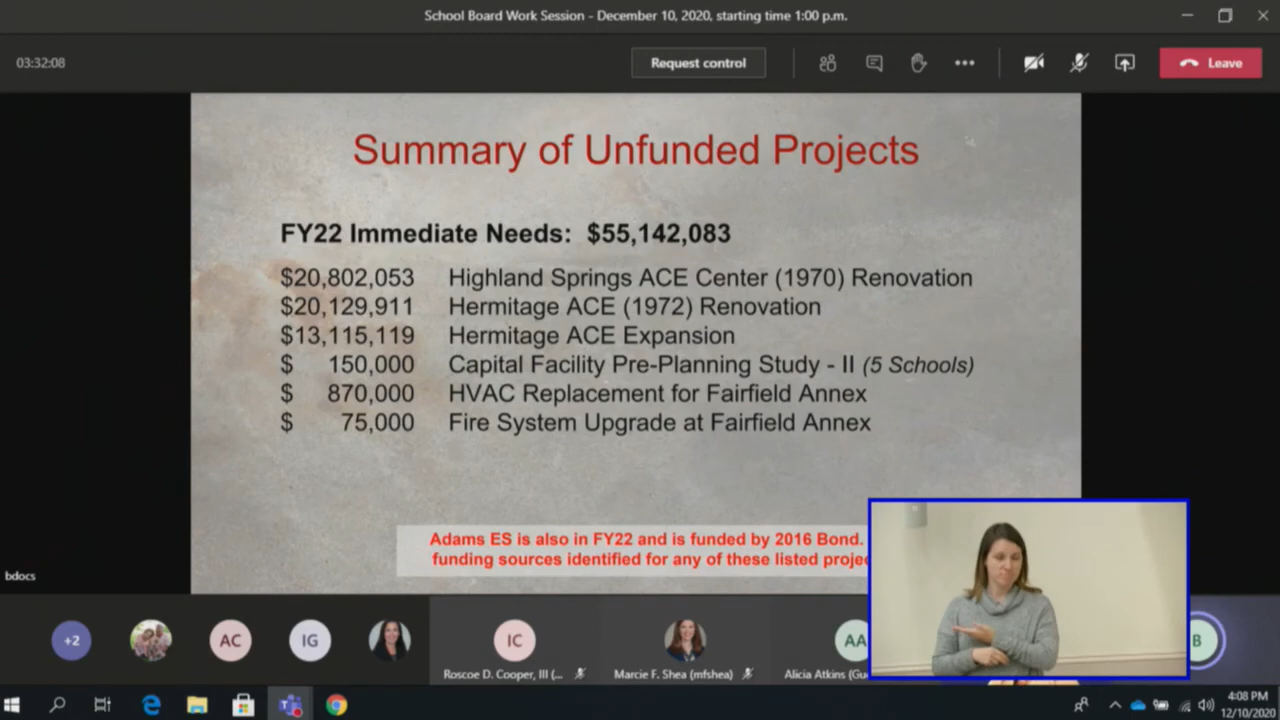 School Board Work Session - December 10, 2020, starting time 1:00 p.m.
03:32:08
Request control
Leave
Summary of Unfunded Projects
FY22 Immediate Needs: $55,142,083
$20,802,053 Highland Springs ACE Center (1970) Renovation
$20,129,911 Hermitage ACE (1972) Renovation
$13,115,119 Hermitage ACE Expansion
$ 150,000 Capital Facility Pre-Planning Study - II (5 Schools)
$ 870,000 HVAC Replacement for Fairfield Annex
$ 75,000 Fire System Upgrade at Fairfield Annex
Adams ES is also in FY22 and is funded by 2016 Bond.
funding sources identified for any of these listed
bdocs
+2
AC
IG
IC
AA
B
Roscoe D. Cooper, III (...
Marcie F. Shea (mfshea)
Alicia Atkins
4:08 PM
12/10/2020